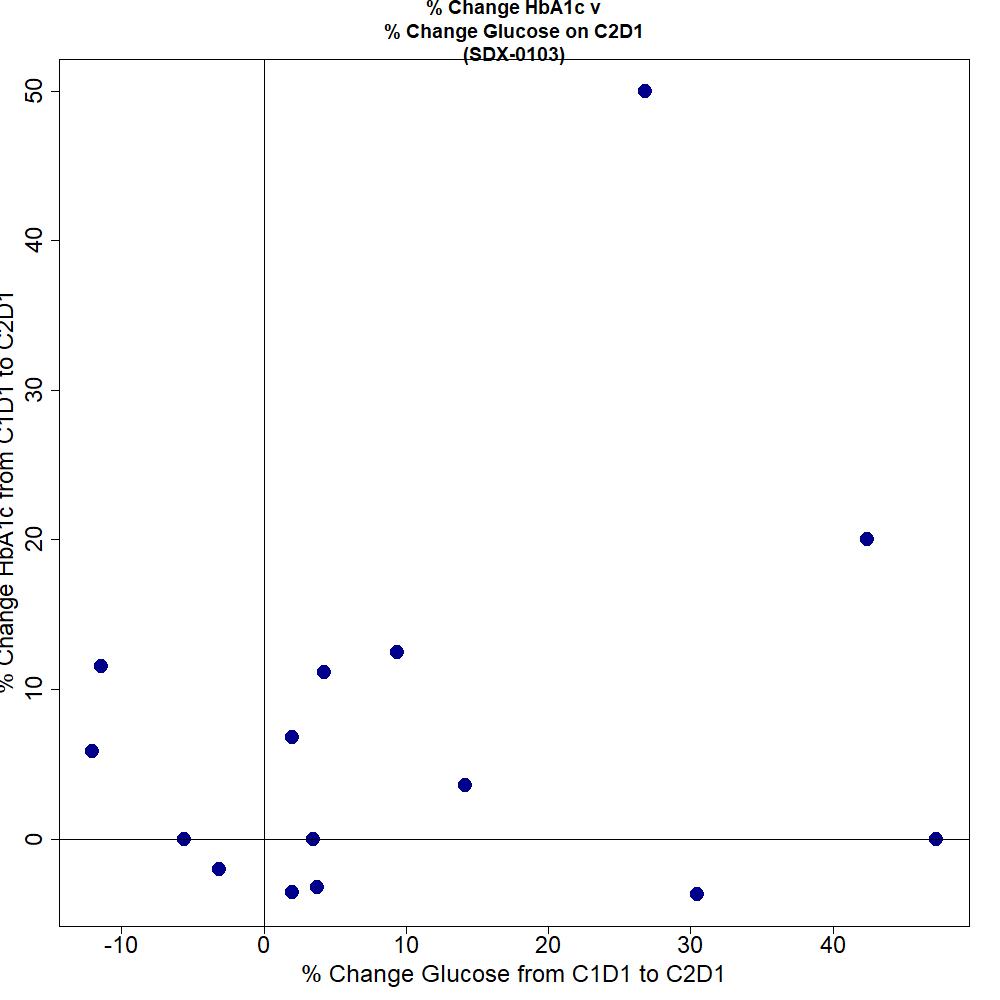 % Change HbA1c v
% Change Glucose on C2D1
(SDX-0103)
50
40
30
20
10
0
% Change HbA1c from C1D1 to C2D1
-10
0
10
20
30
40
% Change Glucose from C1D1 to C2D1